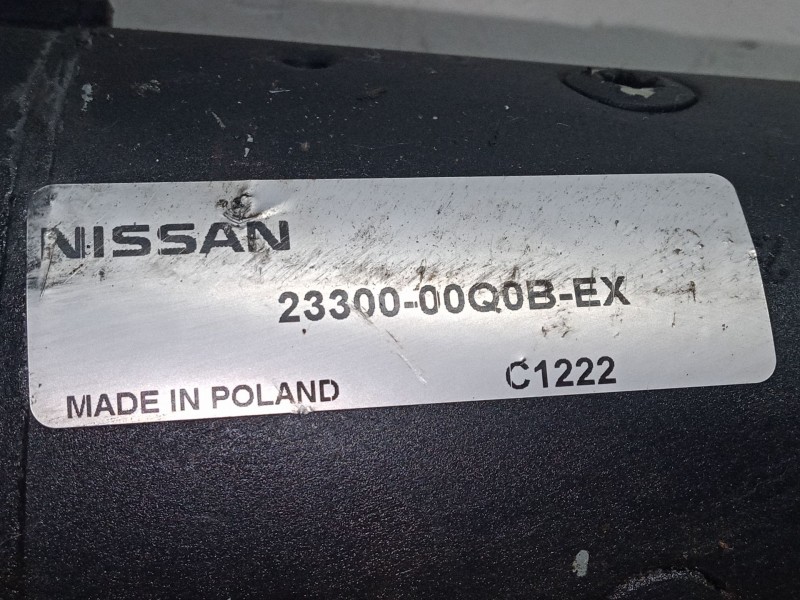 NISSAN
23300-00Q0B-EX
MADE IN POLAND C1222